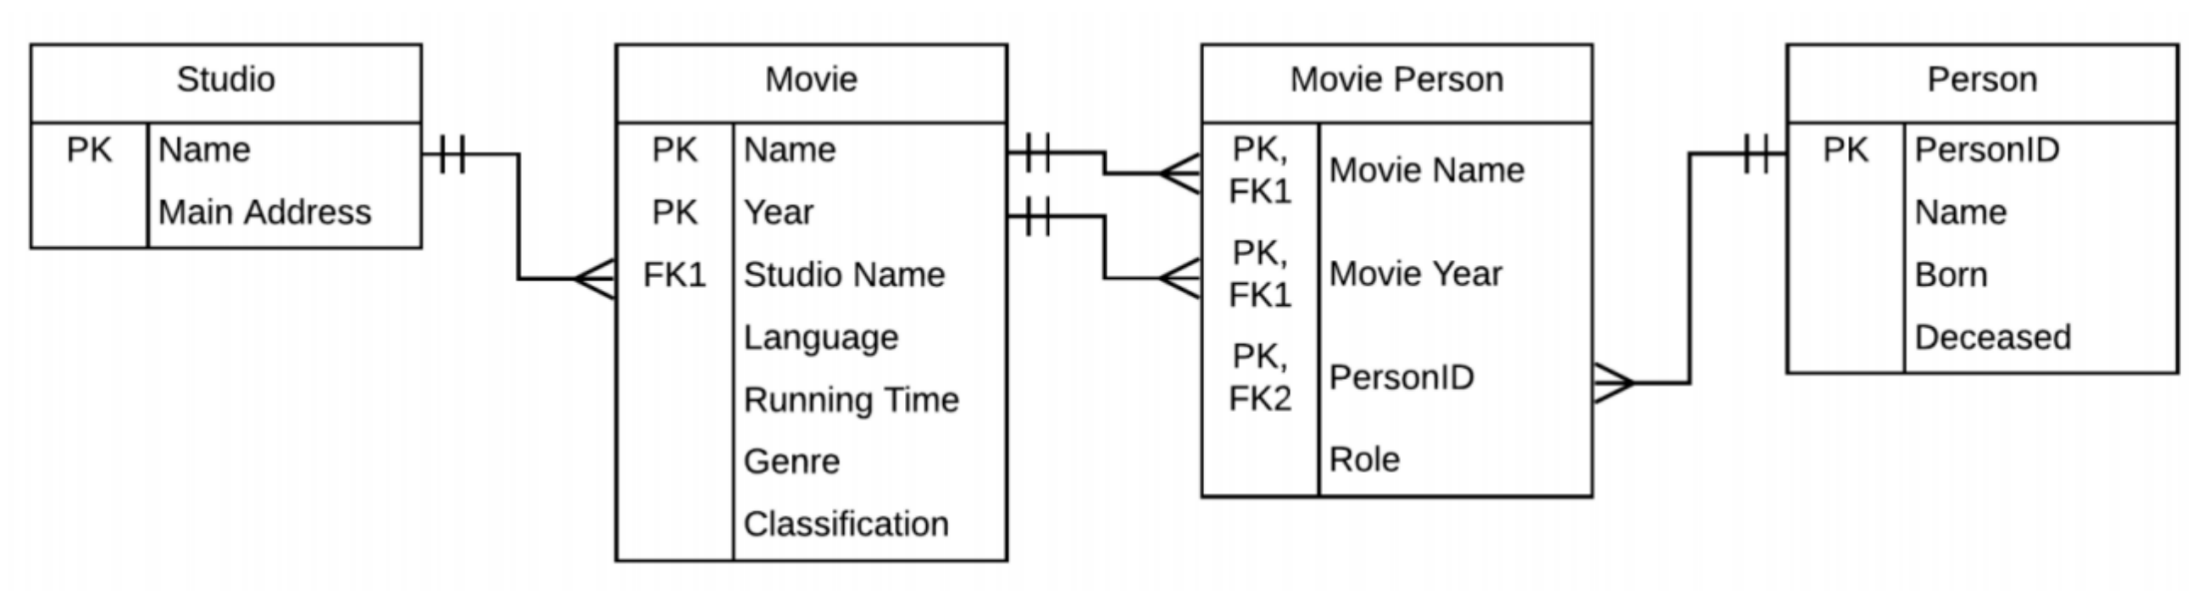 Studio
PK Name
Main Address
Movie
PK Name
PK Year
FK1 Studio Name
Language
Running Time
Genre
Classification
Movie Person
PK,
FK1 Movie Name
PK,
FK1 Movie Year
PK,
FK2 PersonID
Role
Person
PK PersonID
Name
Born
Deceased